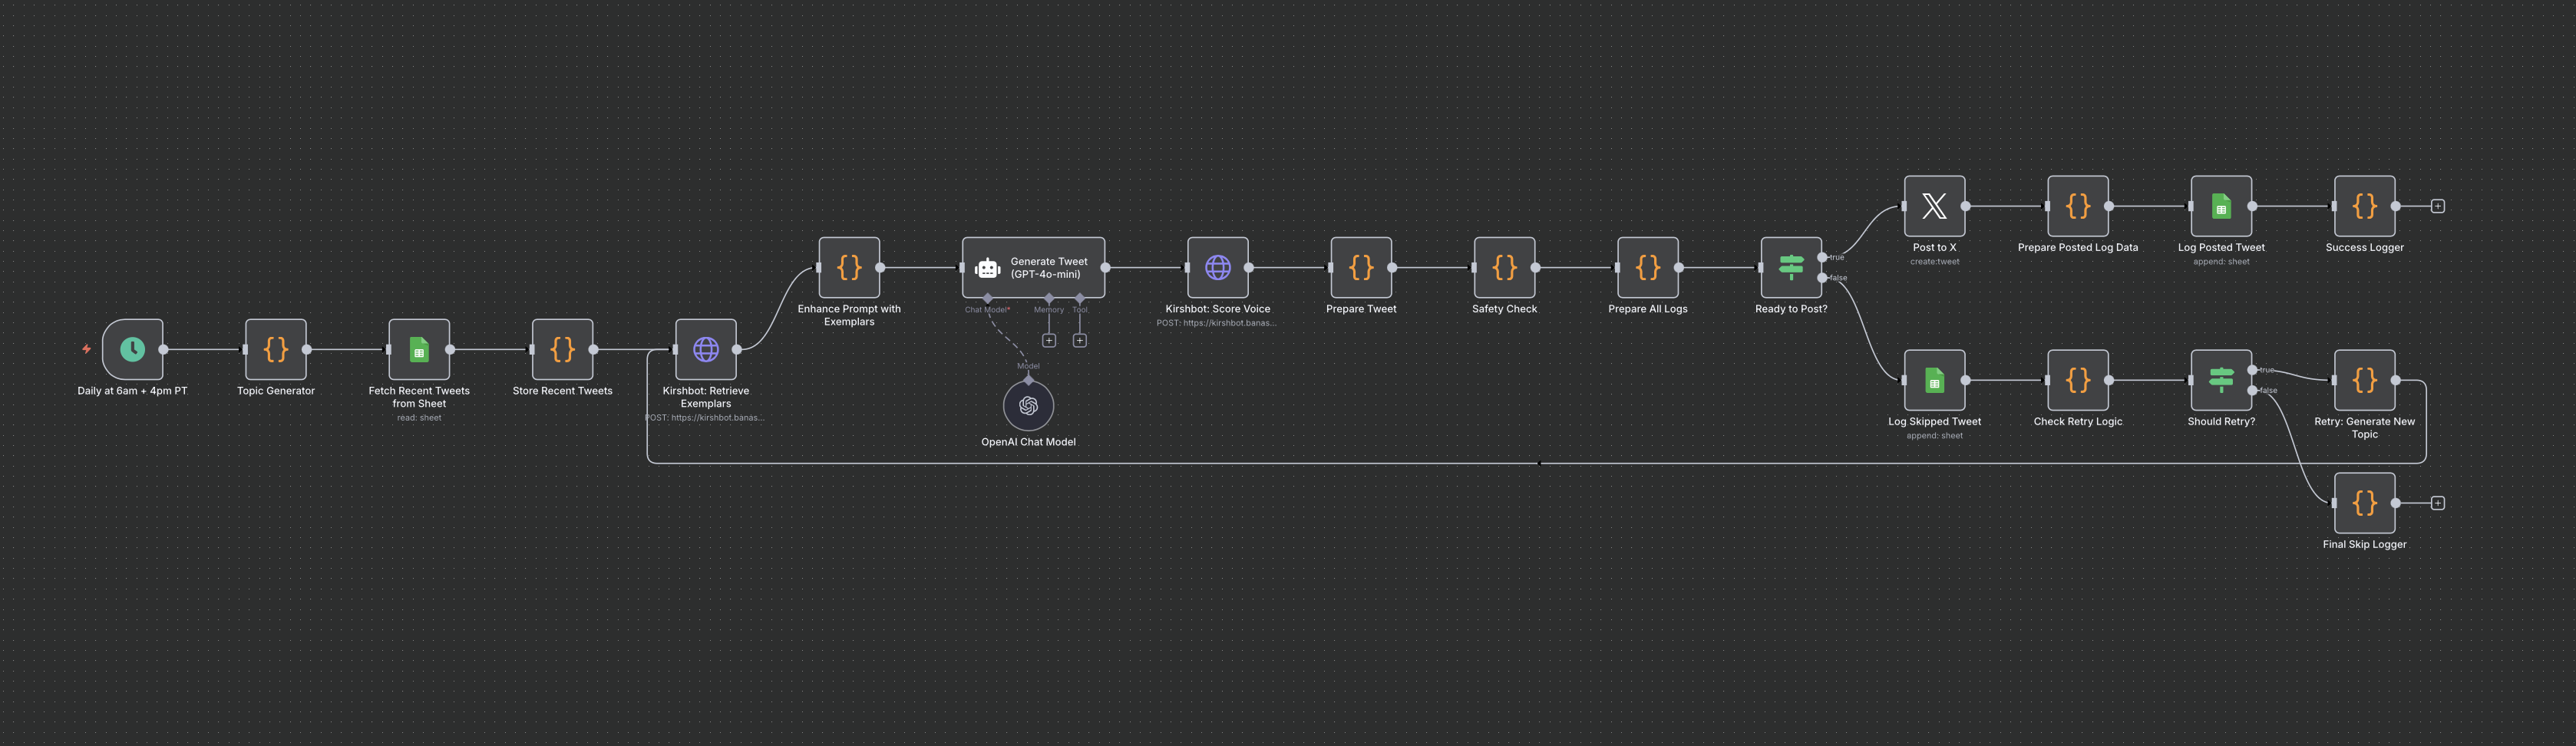 Daily at 6am + 4pm PT
Topic Generator
Fetch Recent Tweets
from Sheet
read: sheet
Store Recent Tweets
Kirshbot: Retrieve
Exemplars
POST: https://kirshbot.banas...
Enhance Prompt with
Exemplars
Generate Tweet
(GPT-4o-mini)
Chat Model*
Memory
Tool
Model
OpenAI Chat Model
Kirshbot: Score Voice
POST: https://kirshbot.banas...
Prepare Tweet
Safety Check
Prepare All Logs
Ready to Post?
true
false
Post to X
create:tweet
Prepare Posted Log Data
Log Posted Tweet
append: sheet
Success Logger
Log Skipped Tweet
append: sheet
Check Retry Logic
Should Retry?
true
false
Retry: Generate New
Topic
Final Skip Logger